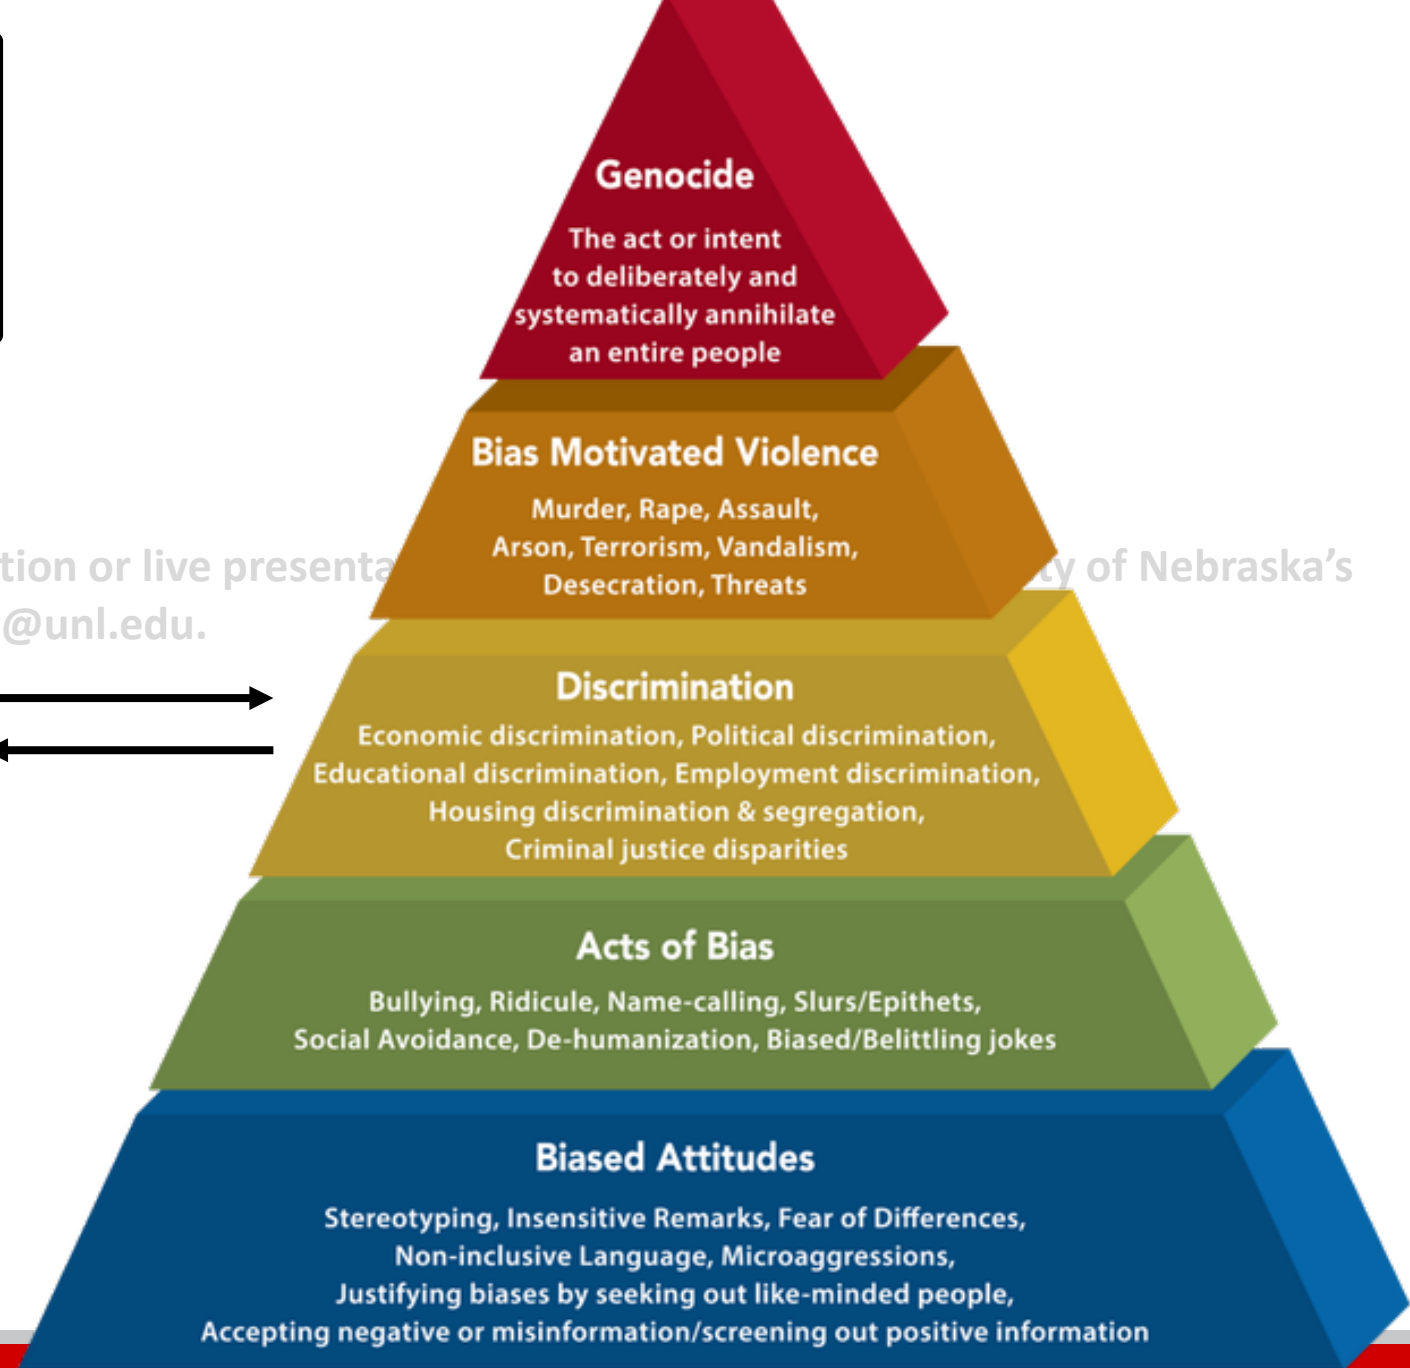 Genocide
The act or intent
to deliberately and
systematically annihilate
an entire people
Bias Motivated Violence
Murder, Rape, Assault,
Arson, Terrorism, Vandalism,
Desecration, Threats
tion or live presenta ty of Nebraska’s
@unl.edu.
Discrimination
Economic discrimination, Political discrimination,
Educational discrimination, Employment discrimination,
Housing discrimination & segregation,
Criminal justice disparities
Acts of Bias
Bullying, Ridicule, Name-calling, Slurs/Epithets,
Social Avoidance, De-humanization, Biased/Belittling jokes
Biased Attitudes
Stereotyping, Insensitive Remarks, Fear of Differences,
Non-inclusive Language, Microaggressions,
Justifying biases by seeking out like-minded people,
Accepting negative or misinformation/screening out positive information